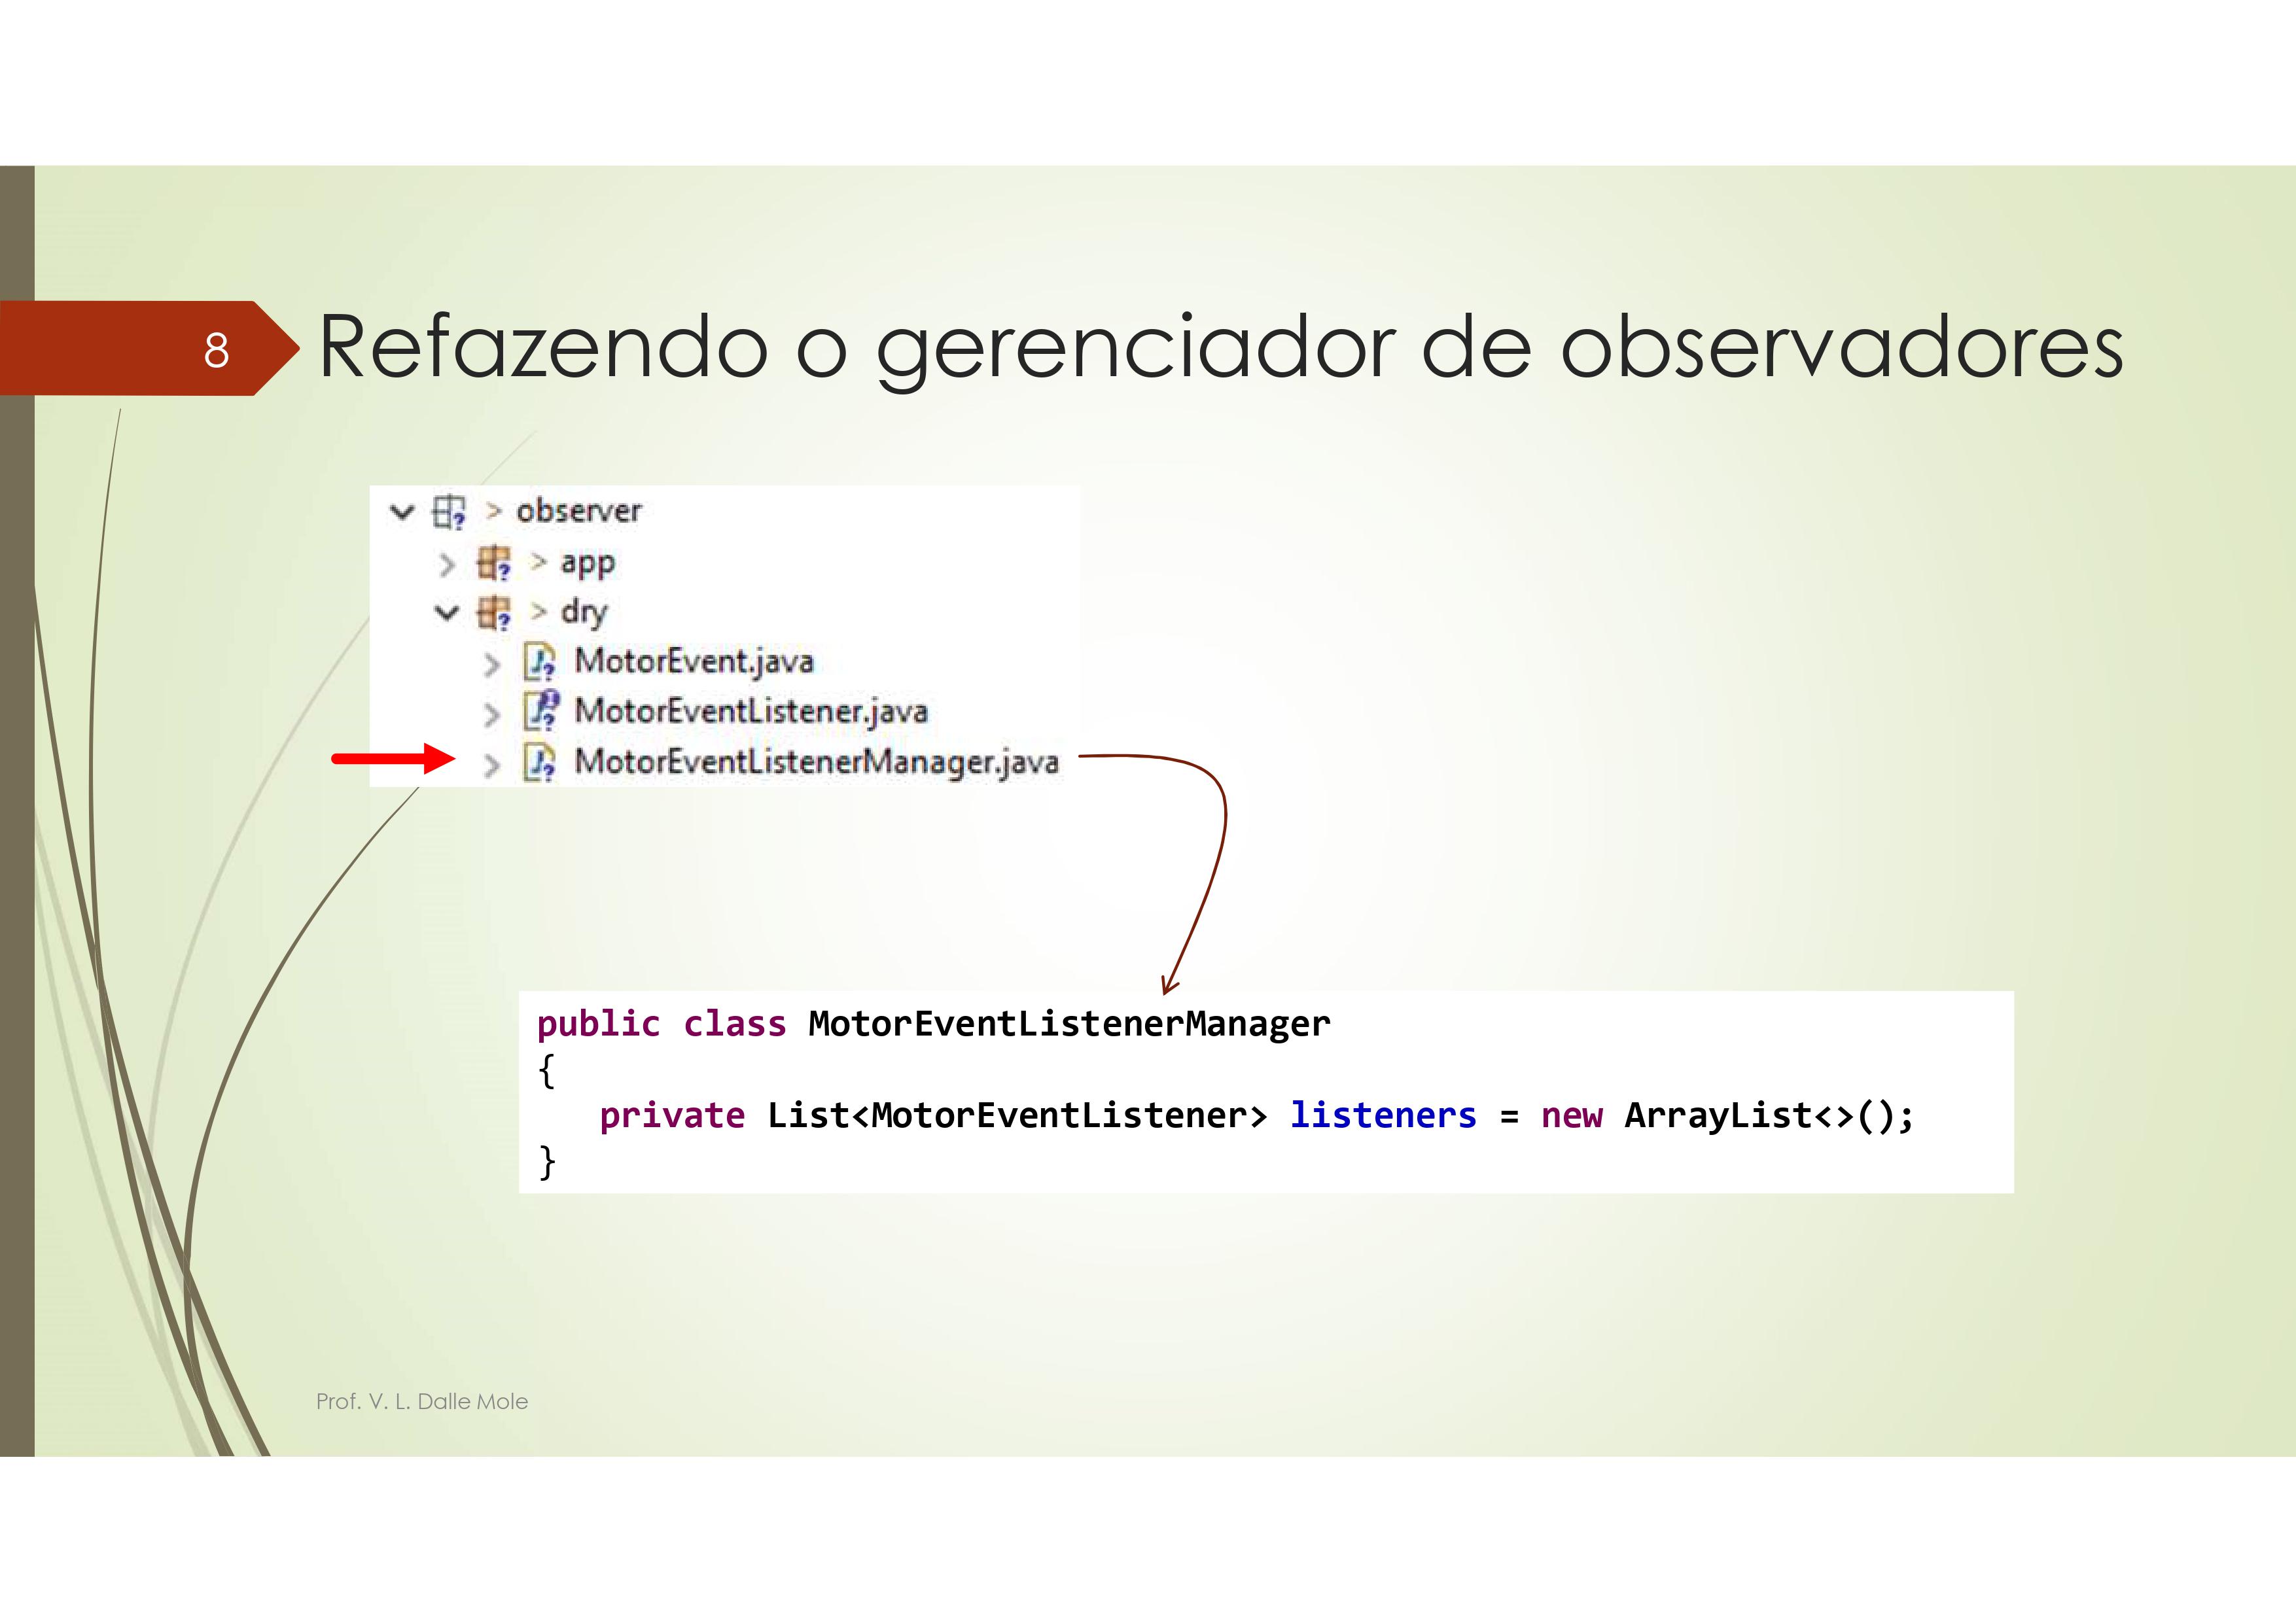 8
Refazendo o gerenciador de observadores
> observer
> app
> dry
MotorEvent.java
MotorEventListener.java
MotorEventListenerManager.java
public class MotorEventListenerManager
{
private List<MotorEventListener> listeners = new ArrayList<>();
}
Prof. V. L. Dalle Mole